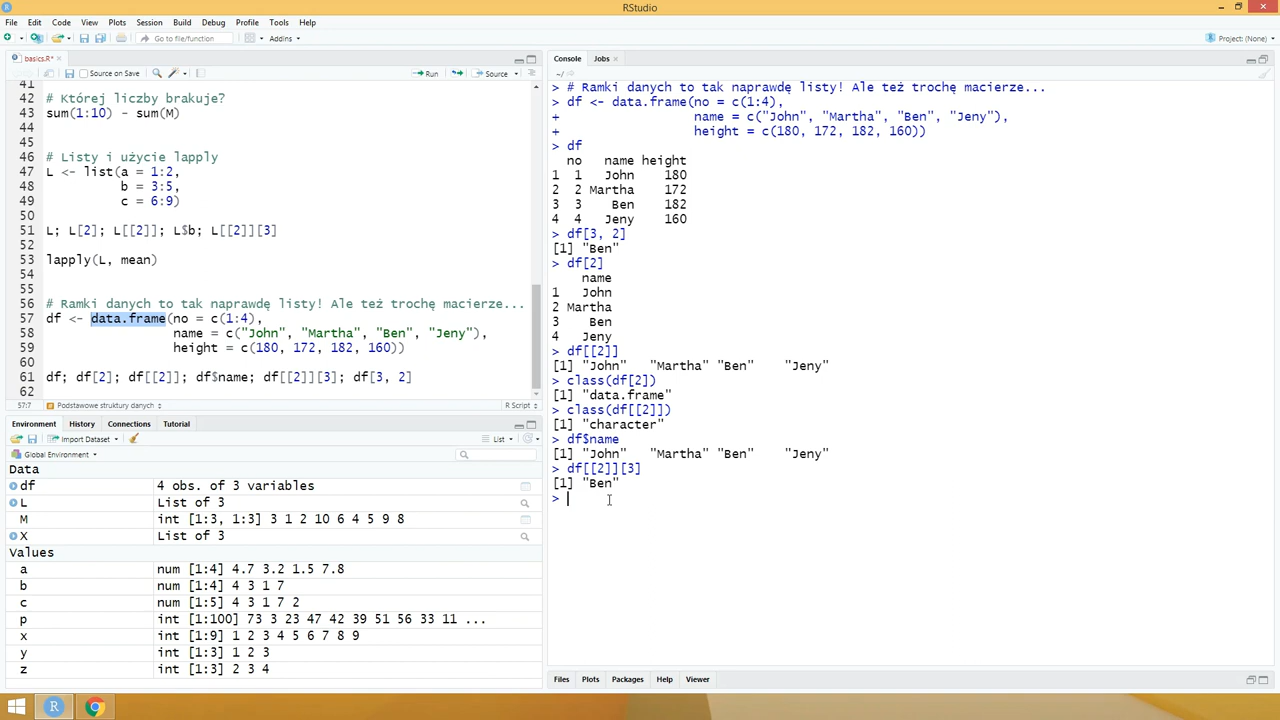 RStudio
File Edit Code View Plots Session Build Debug Profile Tools Help
Go to file/function Addins Project: (None)
basics.R*
Source on Save Run Source
41
42 # Której liczby brakuje?
43 sum(1:10) - sum(M)
44
45
46 # Listy i użycie lapply
47 L <- list(a = 1:2,
48 b = 3:5,
49 c = 6:9)
50
51 L; L[2]; L[[2]]; L$b; L[[2]][3]
52
53 lapply(L, mean)
54
55
56 # Ramki danych to tak naprawdę listy! Ale też trochę macierze...
57 df <- data.frame(no = c(1:4),
58 name = c("John", "Martha", "Ben", "Jeny"),
59 height = c(180, 172, 182, 160))
60
61 df; df[2]; df[[2]]; df$name; df[[2]][3]; df[3, 2]
62
57:7 Podstawowe struktury danych R Script
Environment History Connections Tutorial
Import Dataset List
Global Environment
Data
df 4 obs. of 3 variables
L List of 3
M int [1:3, 1:3] 3 1 2 10 6 4 5 9 8
X List of 3
Values
a num [1:4] 4.7 3.2 1.5 7.8
b num [1:4] 4 3 1 7
c num [1:5] 4 3 1 7 2
p int [1:100] 73 3 23 47 42 39 51 56 33 11 ...
x int [1:9] 1 2 3 4 5 6 7 8 9
y int [1:3] 1 2 3
z int [1:3] 2 3 4
Console Jobs
~/
> # Ramki danych to tak naprawdę listy! Ale też trochę macierze...
> df <- data.frame(no = c(1:4),
+ name = c("John", "Martha", "Ben", "Jeny"),
+ height = c(180, 172, 182, 160))
> df
no name height
1 1 John 180
2 2 Martha 172
3 3 Ben 182
4 4 Jeny 160
> df[3, 2]
[1] "Ben"
> df[2]
name
1 John
2 Martha
3 Ben
4 Jeny
> df[[2]]
[1] "John" "Martha" "Ben" "Jeny"
> class(df[2])
[1] "data.frame"
> class(df[[2]])
[1] "character"
> df$name
[1] "John" "Martha" "Ben" "Jeny"
> df[[2]][3]
[1] "Ben"
>
Files Plots Packages Help Viewer